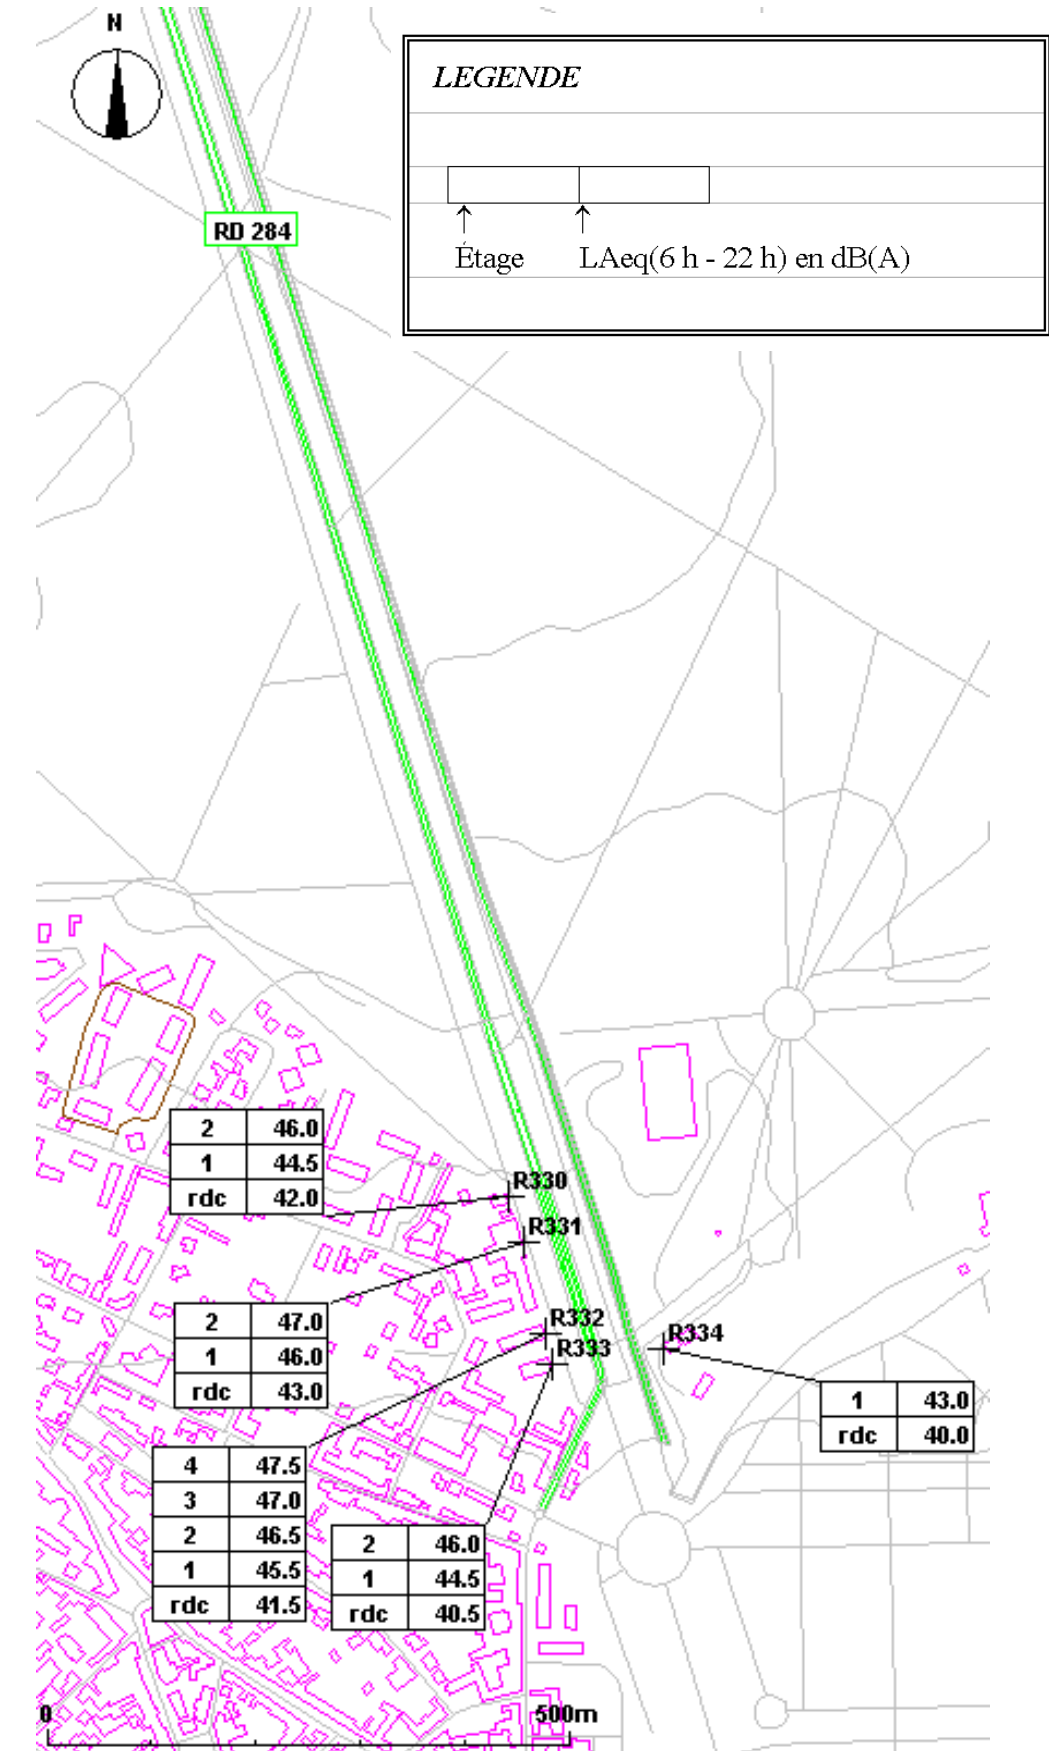 N
LEGENDE
Étage LAeq(6 h - 22 h) en dB(A)
RD 284
2 46.0
1 44.5
rdc 42.0
R330
R331
2 47.0
1 46.0
rdc 43.0
R332
R333
R334
1 43.0
rdc 40.0
4 47.5
3 47.0
2 46.5
1 45.5
rdc 41.5
2 46.0
1 44.5
rdc 40.5
0 500m